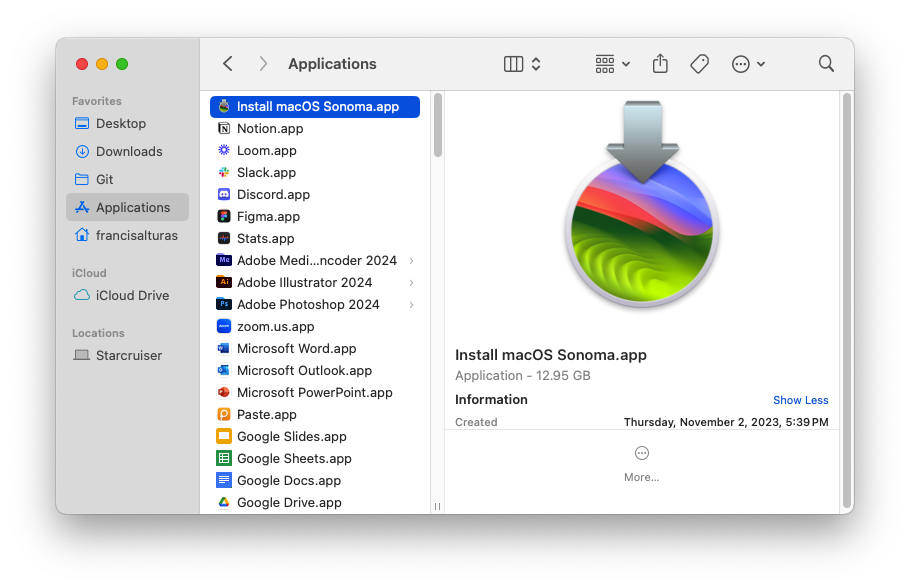 Applications
Favorites
Desktop
Downloads
Git
Applications
francisalturas
iCloud
iCloud Drive
Locations
Starcruiser
Install macOS Sonoma.app
Notion.app
Loom.app
Slack.app
Discord.app
Figma.app
Stats.app
Me Adobe Medi...ncoder 2024
Ai Adobe Illustrator 2024
Ps Adobe Photoshop 2024
zoom.us.app
Microsoft Word.app
Microsoft Outlook.app
Microsoft PowerPoint.app
Paste.app
Google Slides.app
Google Sheets.app
Google Docs.app
Google Drive.app
Install macOS Sonoma.app
Application - 12.95 GB
Information Show Less
Created Thursday, November 2, 2023, 5:39 PM
More...